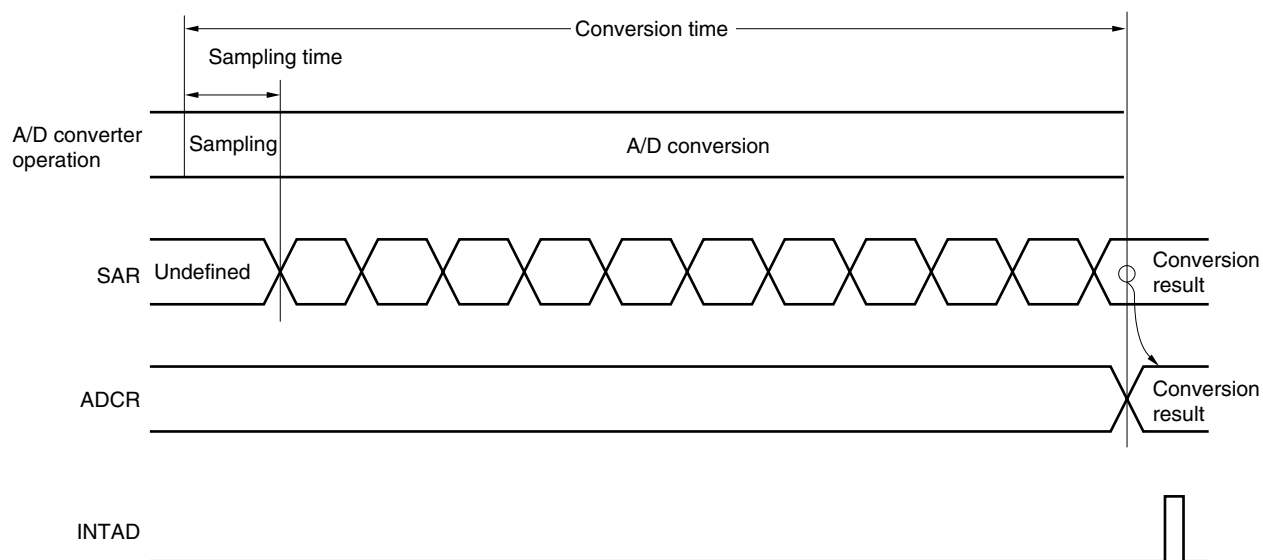 Conversion time
Sampling time
A/D converter
operation
Sampling
A/D conversion
SAR
Undefined
Conversion
result
ADCR
Conversion
result
INTAD